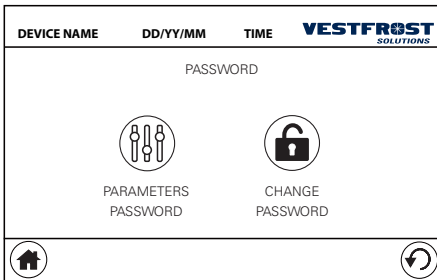 DEVICE NAME DD/YY/MM TIME VESTFROST
SOLUTIONS
PASSWORD
PARAMETERS
PASSWORD
CHANGE
PASSWORD